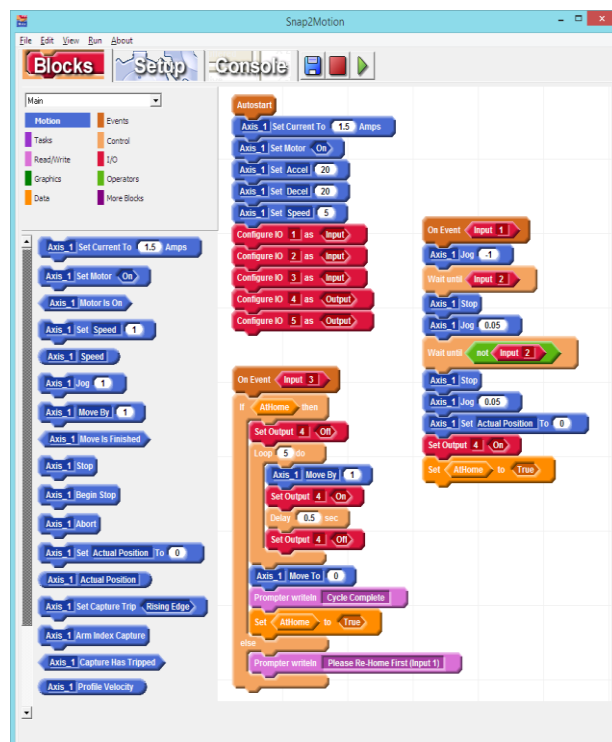 Snap2Motion
File Edit View Run About
Blocks Setup Console
Main
Motion Events
Tasks Control
Read/Write I/O
Graphics Operators
Data More Blocks
Axis_1 Set Current To 1.5 Amps
Axis_1 Set Motor On
Axis_1 Motor Is On
Axis_1 Set Speed 1
Axis_1 Speed
Axis_1 Jog 1
Axis_1 Move By 1
Axis_1 Move Is Finished
Axis_1 Stop
Axis_1 Begin Stop
Axis_1 Abort
Axis_1 Set Actual Position To 0
Axis_1 Actual Position
Axis_1 Set Capture Trip Rising Edge
Axis_1 Arm Index Capture
Axis_1 Capture Has Tripped
Axis_1 Profile Velocity
Autostart
Axis_1 Set Current To 1.5 Amps
Axis_1 Set Motor On
Axis_1 Set Accel 20
Axis_1 Set Decel 20
Axis_1 Set Speed 5
Configure IO 1 as Input
Configure IO 2 as Input
Configure IO 3 as Input
Configure IO 4 as Output
Configure IO 5 as Output
On Event Input 3
If AtHome then
Set Output 4 Off
Loop 5 do
Axis_1 Move By 1
Set Output 4 On
Delay 0.5 sec
Set Output 4 Off
Axis_1 Move To 0
Prompter writeln Cycle Complete
Set AtHome to True
else
Prompter writeln Please Re-Home First (Input 1)
On Event Input 1
Axis_1 Jog -1
Wait until Input 2
Axis_1 Stop
Axis_1 Jog 0.05
Wait until not Input 2
Axis_1 Stop
Axis_1 Jog 0.05
Axis_1 Set Actual Position To 0
Set Output 4 On
Set AtHome to True